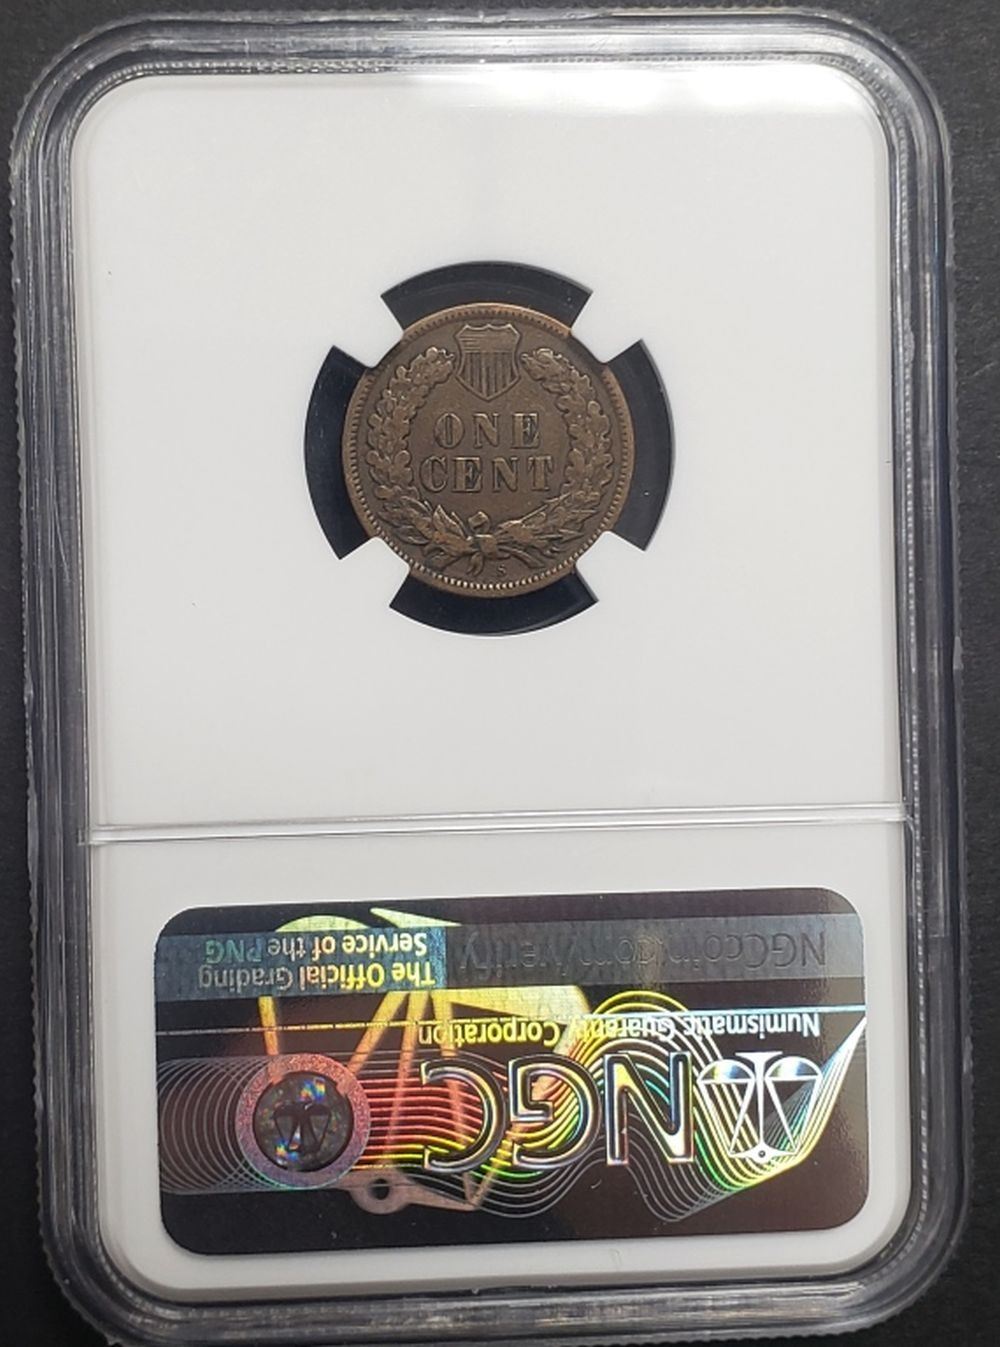 ONE
CENT
S
NGCcoin.com/verify
The Official Grading
Service of the PNG
Numismatic Guaranty Corporation
NGC